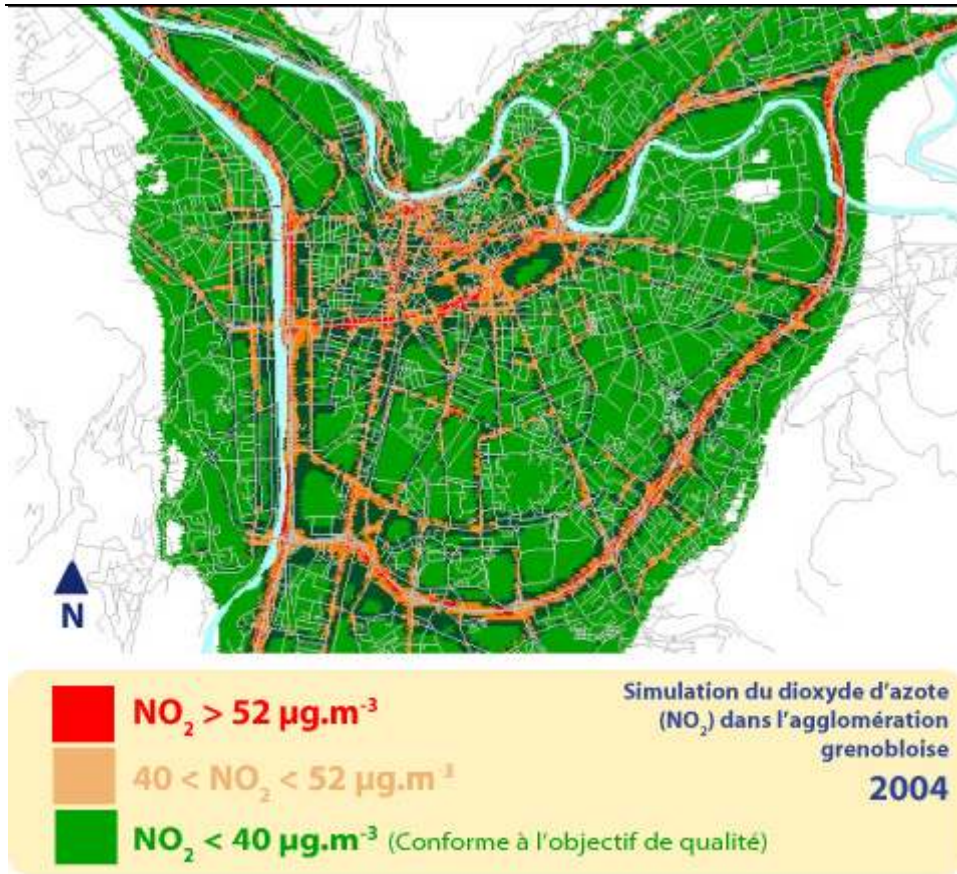 N
NO₂ > 52 µg.m⁻³
40 < NO₂ < 52 µg.m⁻³
NO₂ < 40 µg.m⁻³ (Conforme à l'objectif de qualité)
Simulation du dioxyde d'azote
(NO₂) dans l'agglomération
grenobloise
2004